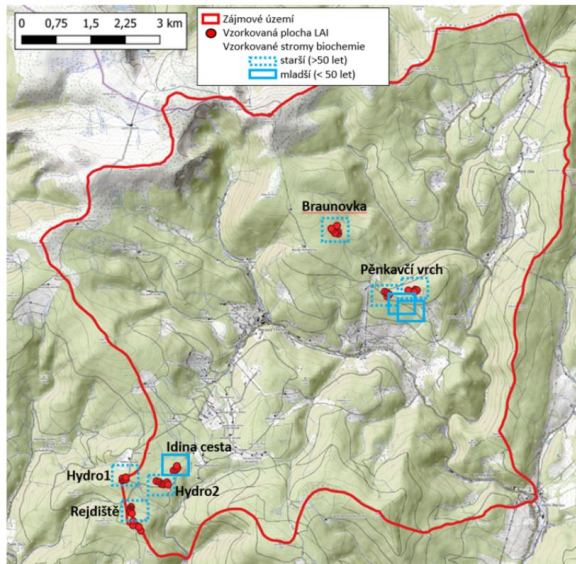 0 0,75 1,5 2,25 3 km
Zájmové území
Vzorkovaná plocha LAI
Vzorkované stromy biochemie
starší (>50 let)
mladší (< 50 let)
Braunovka
Pěnkavčí vrch
Idina cesta
Hydro1
Hydro2
Rejdiště